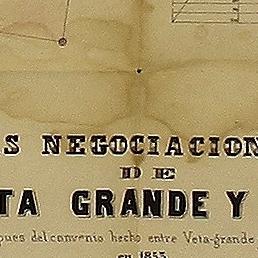 S NEGOCIACION
DE
TA GRANDE Y
pues del convenio hecho entre Veta-grande
en 1853